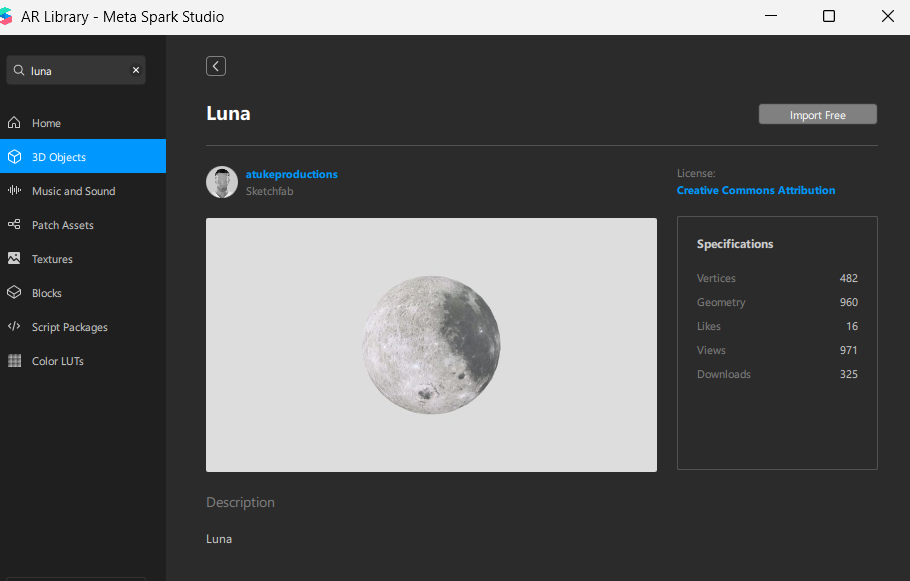 AR Library - Meta Spark Studio
luna
Home
3D Objects
Music and Sound
Patch Assets
Textures
Blocks
Script Packages
Color LUTs
Luna
Import Free
atukeproductions
Sketchfab
License:
Creative Commons Attribution
Specifications
Vertices 482
Geometry 960
Likes 16
Views 971
Downloads 325
Description
Luna